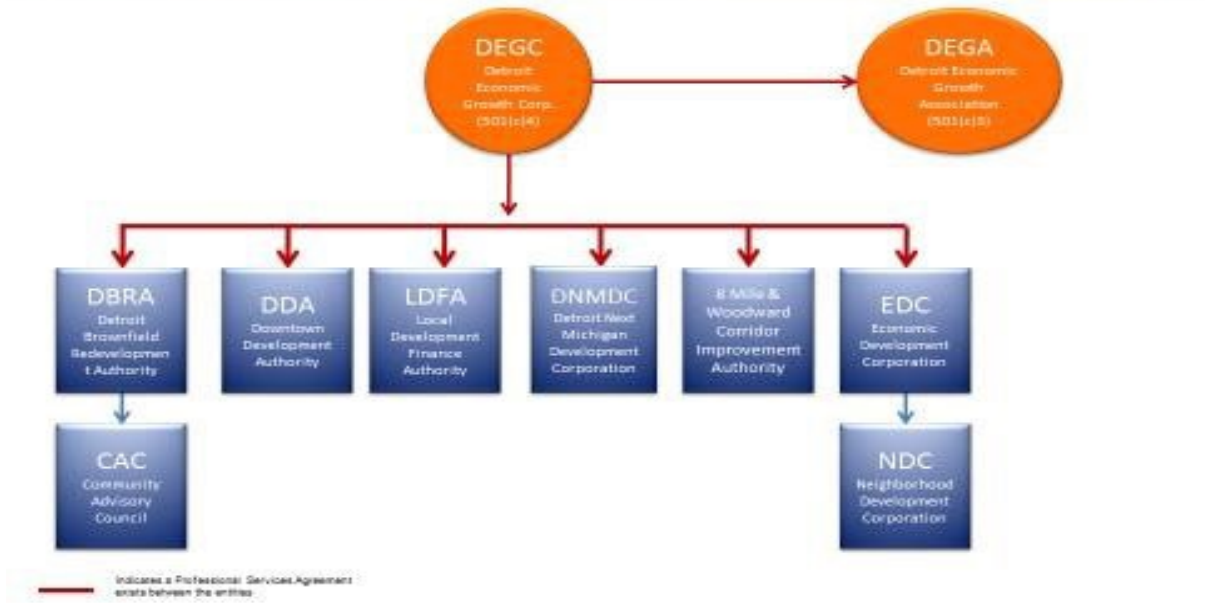 DEGC
Detroit
Economic
Growth Corp.
(501(c)4)
DEGA
Detroit Economic
Growth
Association
(501(c)3)
DBRA
Detroit
Brownfield
Redevelopmen
t Authority
DDA
Downtown
Development
Authority
LDFA
Local
Development
Finance
Authority
DNMDC
Detroit Next
Michigan
Development
Corporation
8 Mile &
Woodward
Corridor
Improvement
Authority
EDC
Economic
Development
Corporation
CAC
Community
Advisory
Council
NDC
Neighborhood
Development
Corporation
Indicates a Professional Services Agreement
exists between the entities